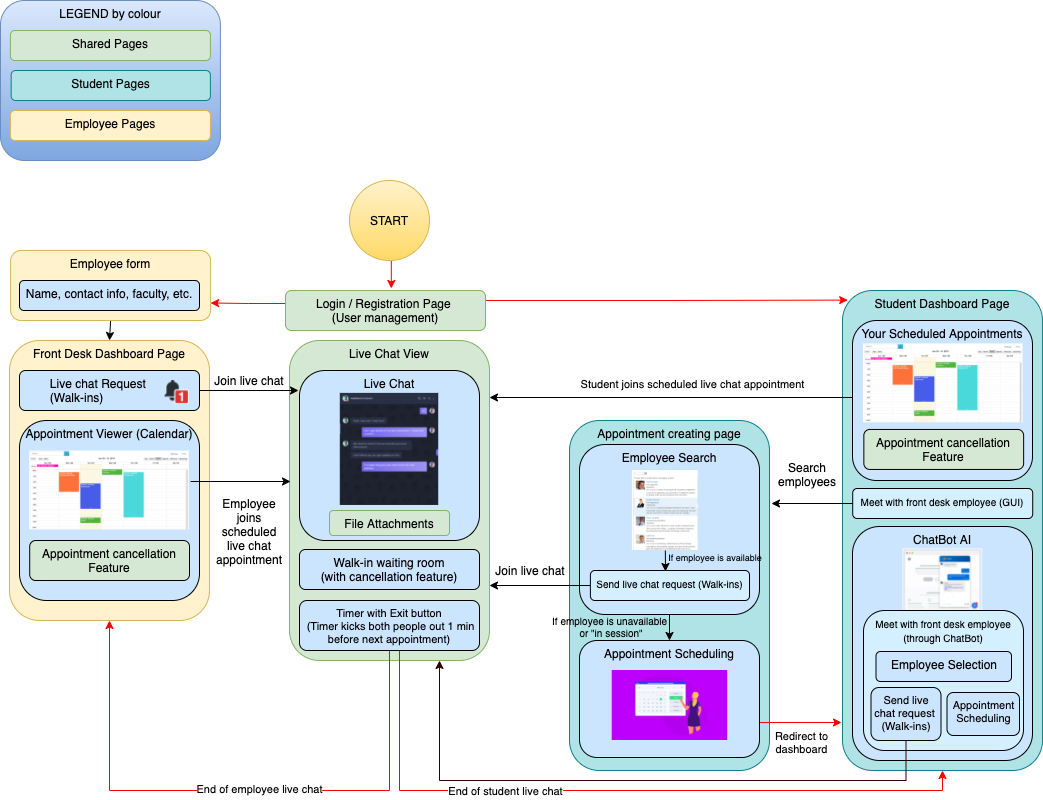 LEGEND by colour
Shared Pages
Student Pages
Employee Pages
START
Employee form
Name, contact info, faculty, etc.
Login / Registration Page
(User management)
Front Desk Dashboard Page
Live chat Request
(Walk-ins)
1
Join live chat
Appointment Viewer (Calendar)
Appointment cancellation
Feature
Employee
joins
scheduled
live chat
appointment
Live Chat View
Live Chat
File Attachments
Walk-in waiting room
(with cancellation feature)
Timer with Exit button
(Timer kicks both people out 1 min
before next appointment)
Student joins scheduled live chat appointment
Appointment creating page
Employee Search
If employee is available
Send live chat request (Walk-ins)
Join live chat
If employee is unavailable
or "in session"
Appointment Scheduling
Search
employees
Redirect to
dashboard
Student Dashboard Page
Your Scheduled Appointments
Appointment cancellation
Feature
Meet with front desk employee (GUI)
ChatBot AI
Meet with front desk employee
(through ChatBot)
Employee Selection
Send live
chat request
(Walk-ins)
Appointment
Scheduling
End of employee live chat
End of student live chat